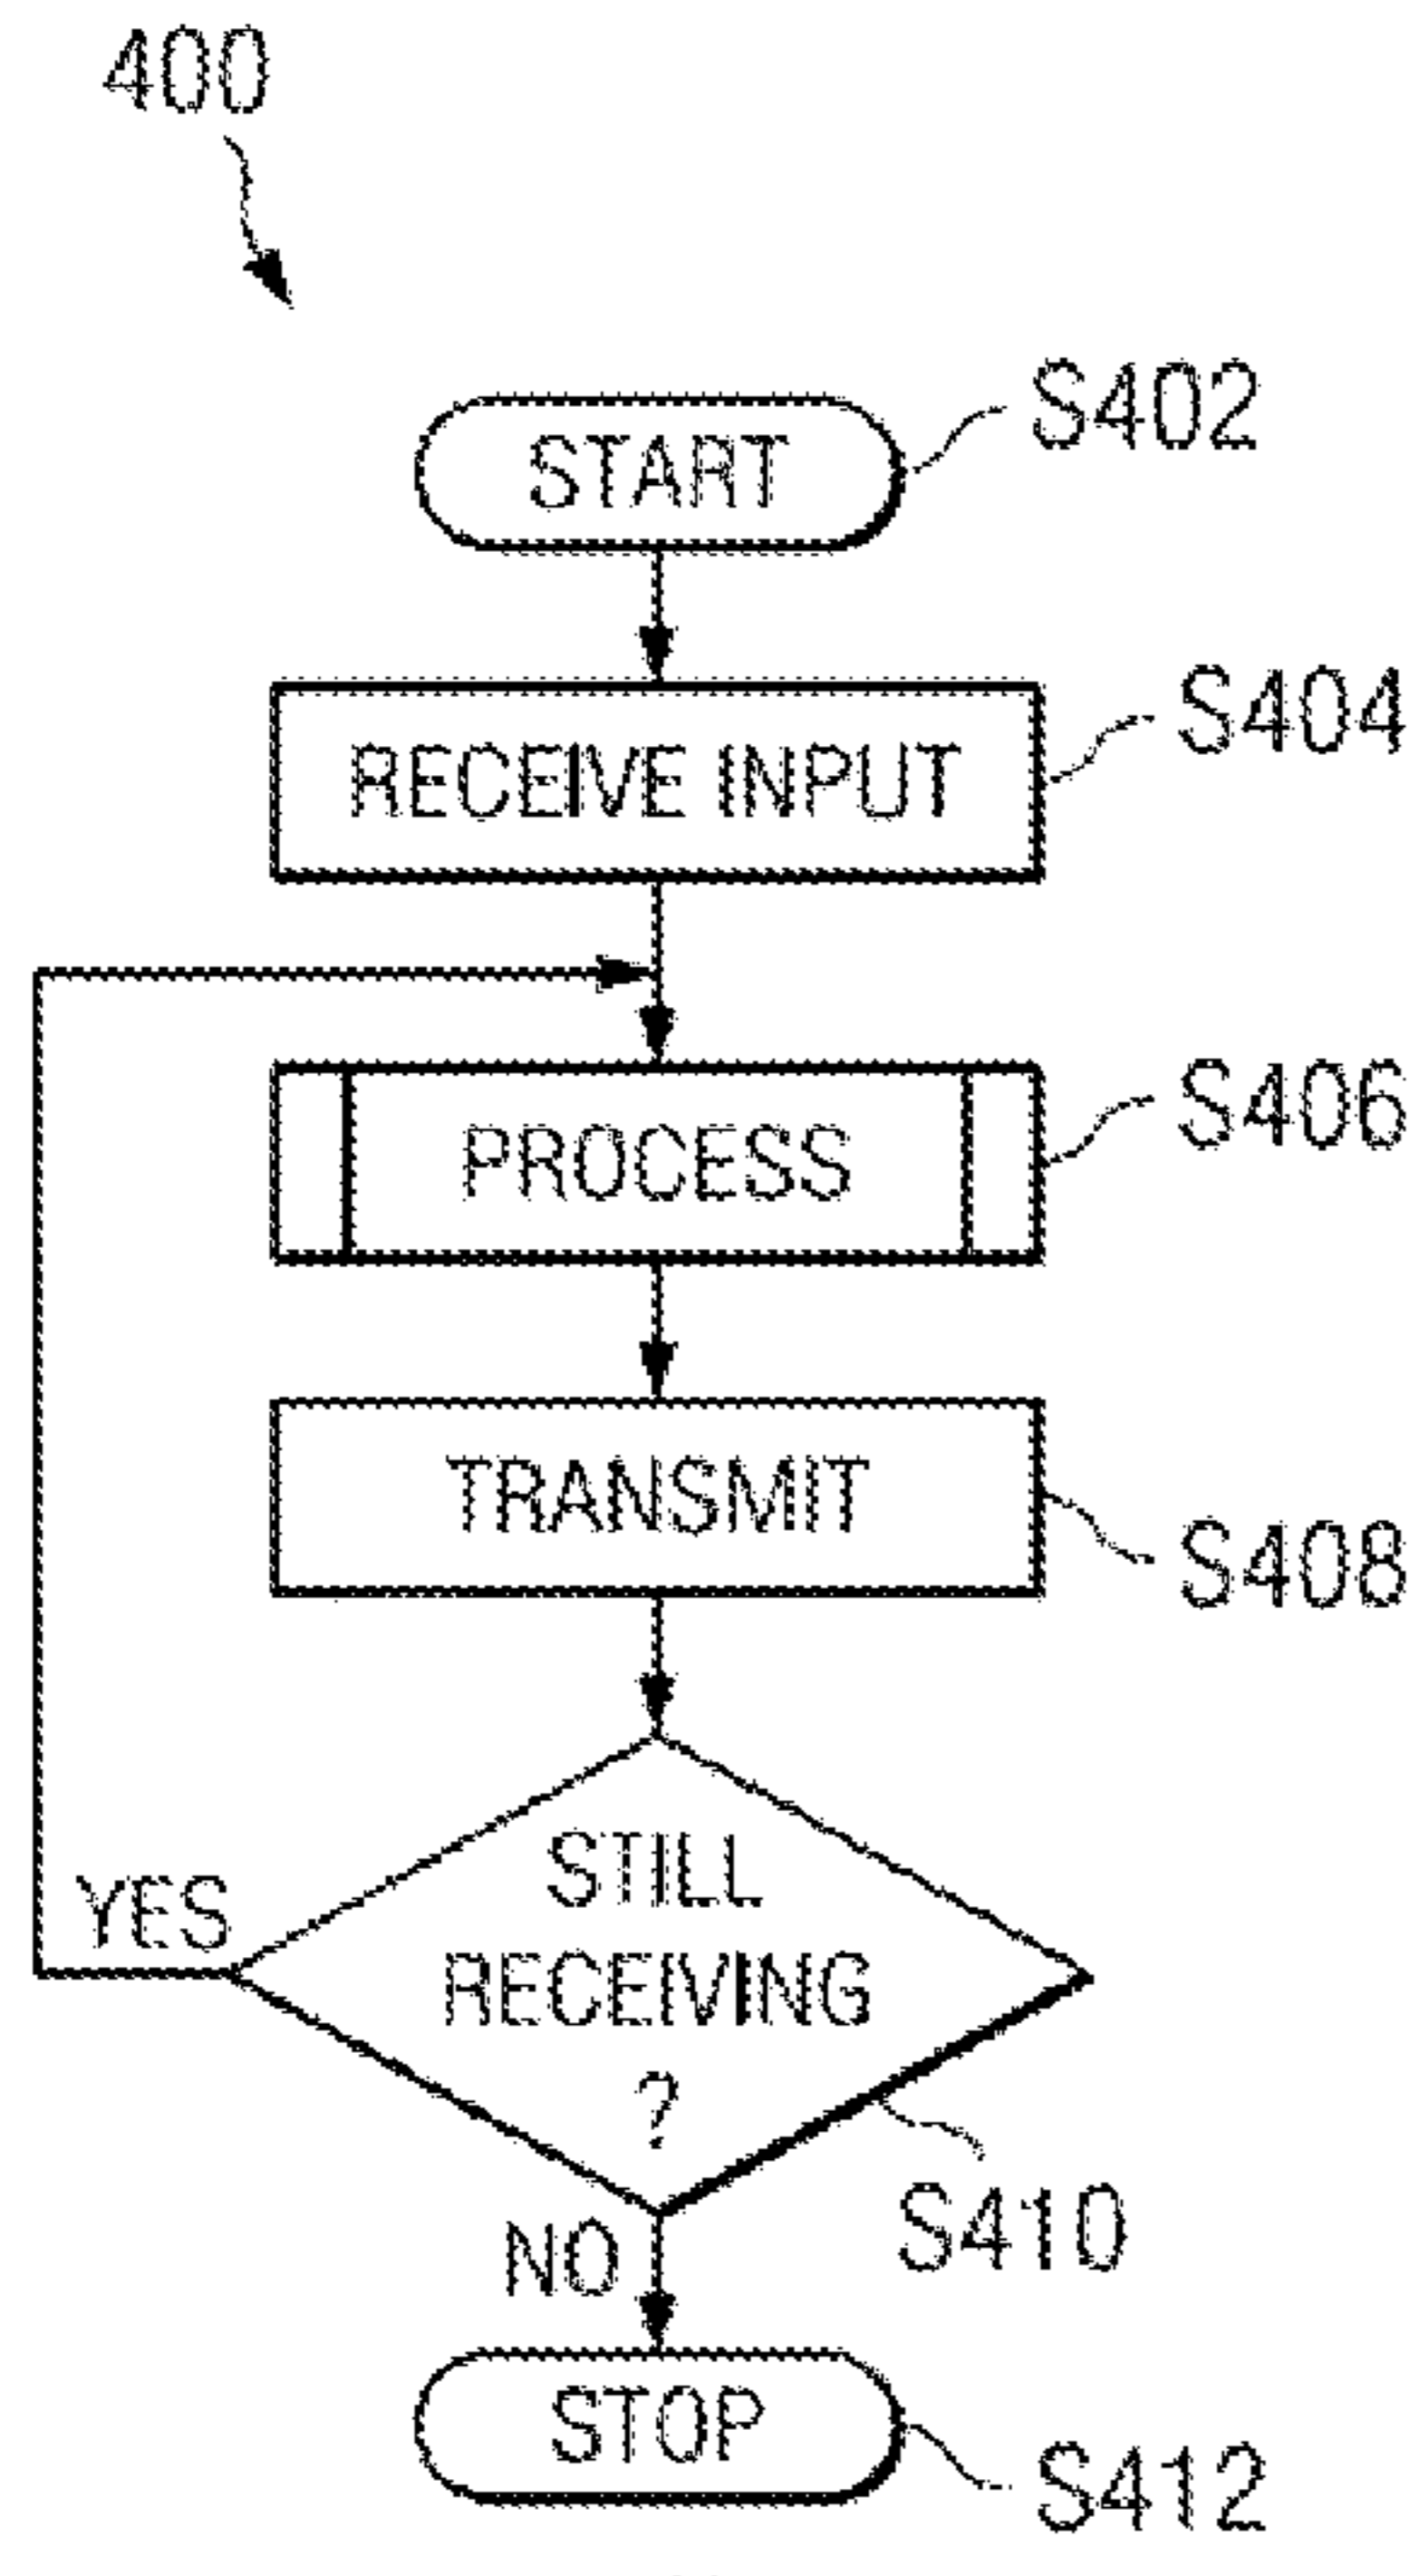 400
START
S402
RECEIVE INPUT
S404
PROCESS
S406
TRANSMIT
S408
STILL
RECEIVING
?
YES
S410
NO
STOP
S412